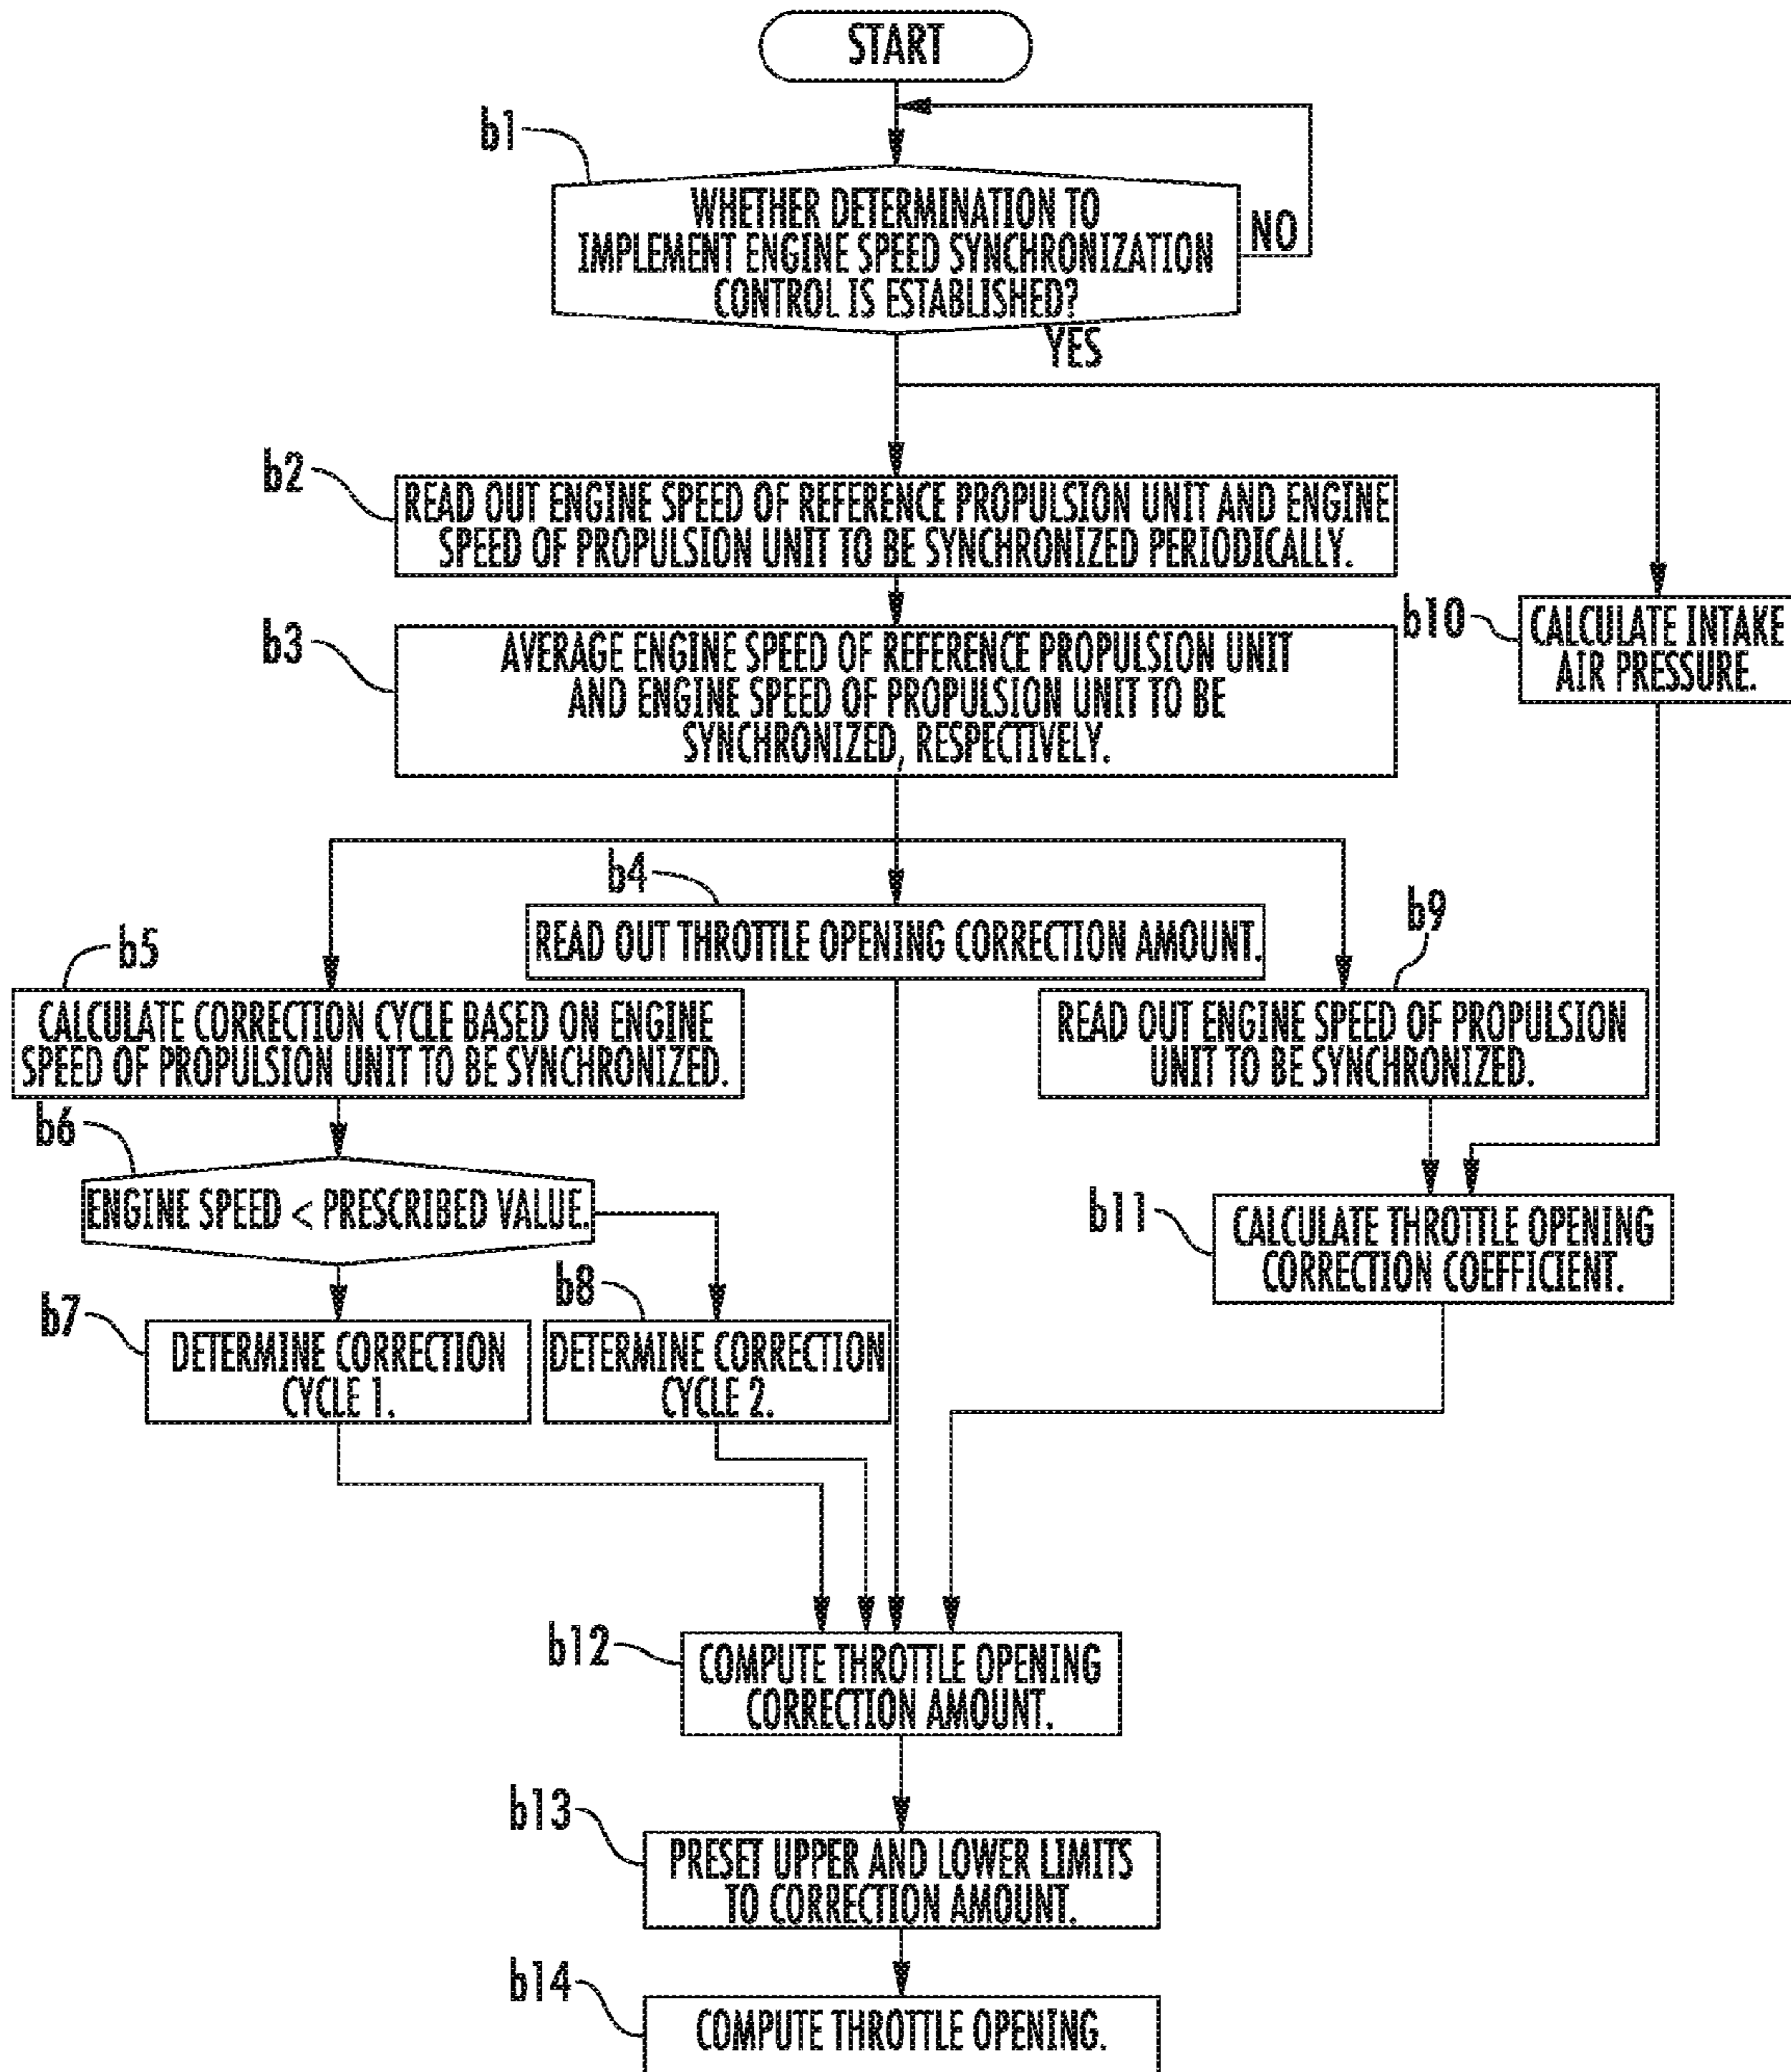 START
b1
WHETHER DETERMINATION TO
IMPLEMENT ENGINE SPEED SYNCHRONIZATION
CONTROL IS ESTABLISHED?
NO
YES
b2
READ OUT ENGINE SPEED OF REFERENCE PROPULSION UNIT AND ENGINE
SPEED OF PROPULSION UNIT TO BE SYNCHRONIZED PERIODICALLY.
b3
AVERAGE ENGINE SPEED OF REFERENCE PROPULSION UNIT
AND ENGINE SPEED OF PROPULSION UNIT TO BE
SYNCHRONIZED, RESPECTIVELY.
b10
CALCULATE INTAKE
AIR PRESSURE.
b4
READ OUT THROTTLE OPENING CORRECTION AMOUNT.
b5
CALCULATE CORRECTION CYCLE BASED ON ENGINE
SPEED OF PROPULSION UNIT TO BE SYNCHRONIZED.
b9
READ OUT ENGINE SPEED OF PROPULSION
UNIT TO BE SYNCHRONIZED.
b6
ENGINE SPEED < PRESCRIBED VALUE.
b11
CALCULATE THROTTLE OPENING
CORRECTION COEFFICIENT.
b7
DETERMINE CORRECTION
CYCLE 1.
b8
DETERMINE CORRECTION
CYCLE 2.
b12
COMPUTE THROTTLE OPENING
CORRECTION AMOUNT.
b13
PRESET UPPER AND LOWER LIMITS
TO CORRECTION AMOUNT.
b14
COMPUTE THROTTLE OPENING.